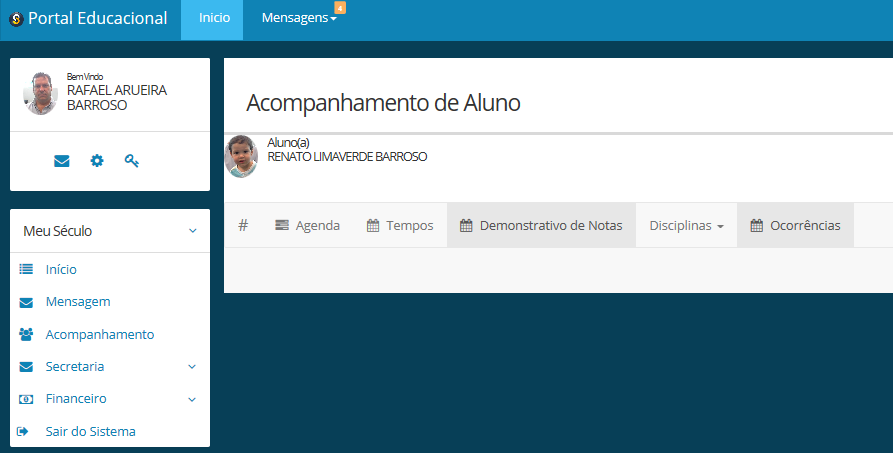 Portal Educacional
Inicio
Mensagens
4
Bem Vindo
RAFAEL ARUEIRA
BARROSO
Meu Século
Início
Mensagem
Acompanhamento
Secretaria
Financeiro
Sair do Sistema
Acompanhamento de Aluno
Aluno(a)
RENATO LIMAVERDE BARROSO
# Agenda Tempos Demonstrativo de Notas Disciplinas Ocorrências